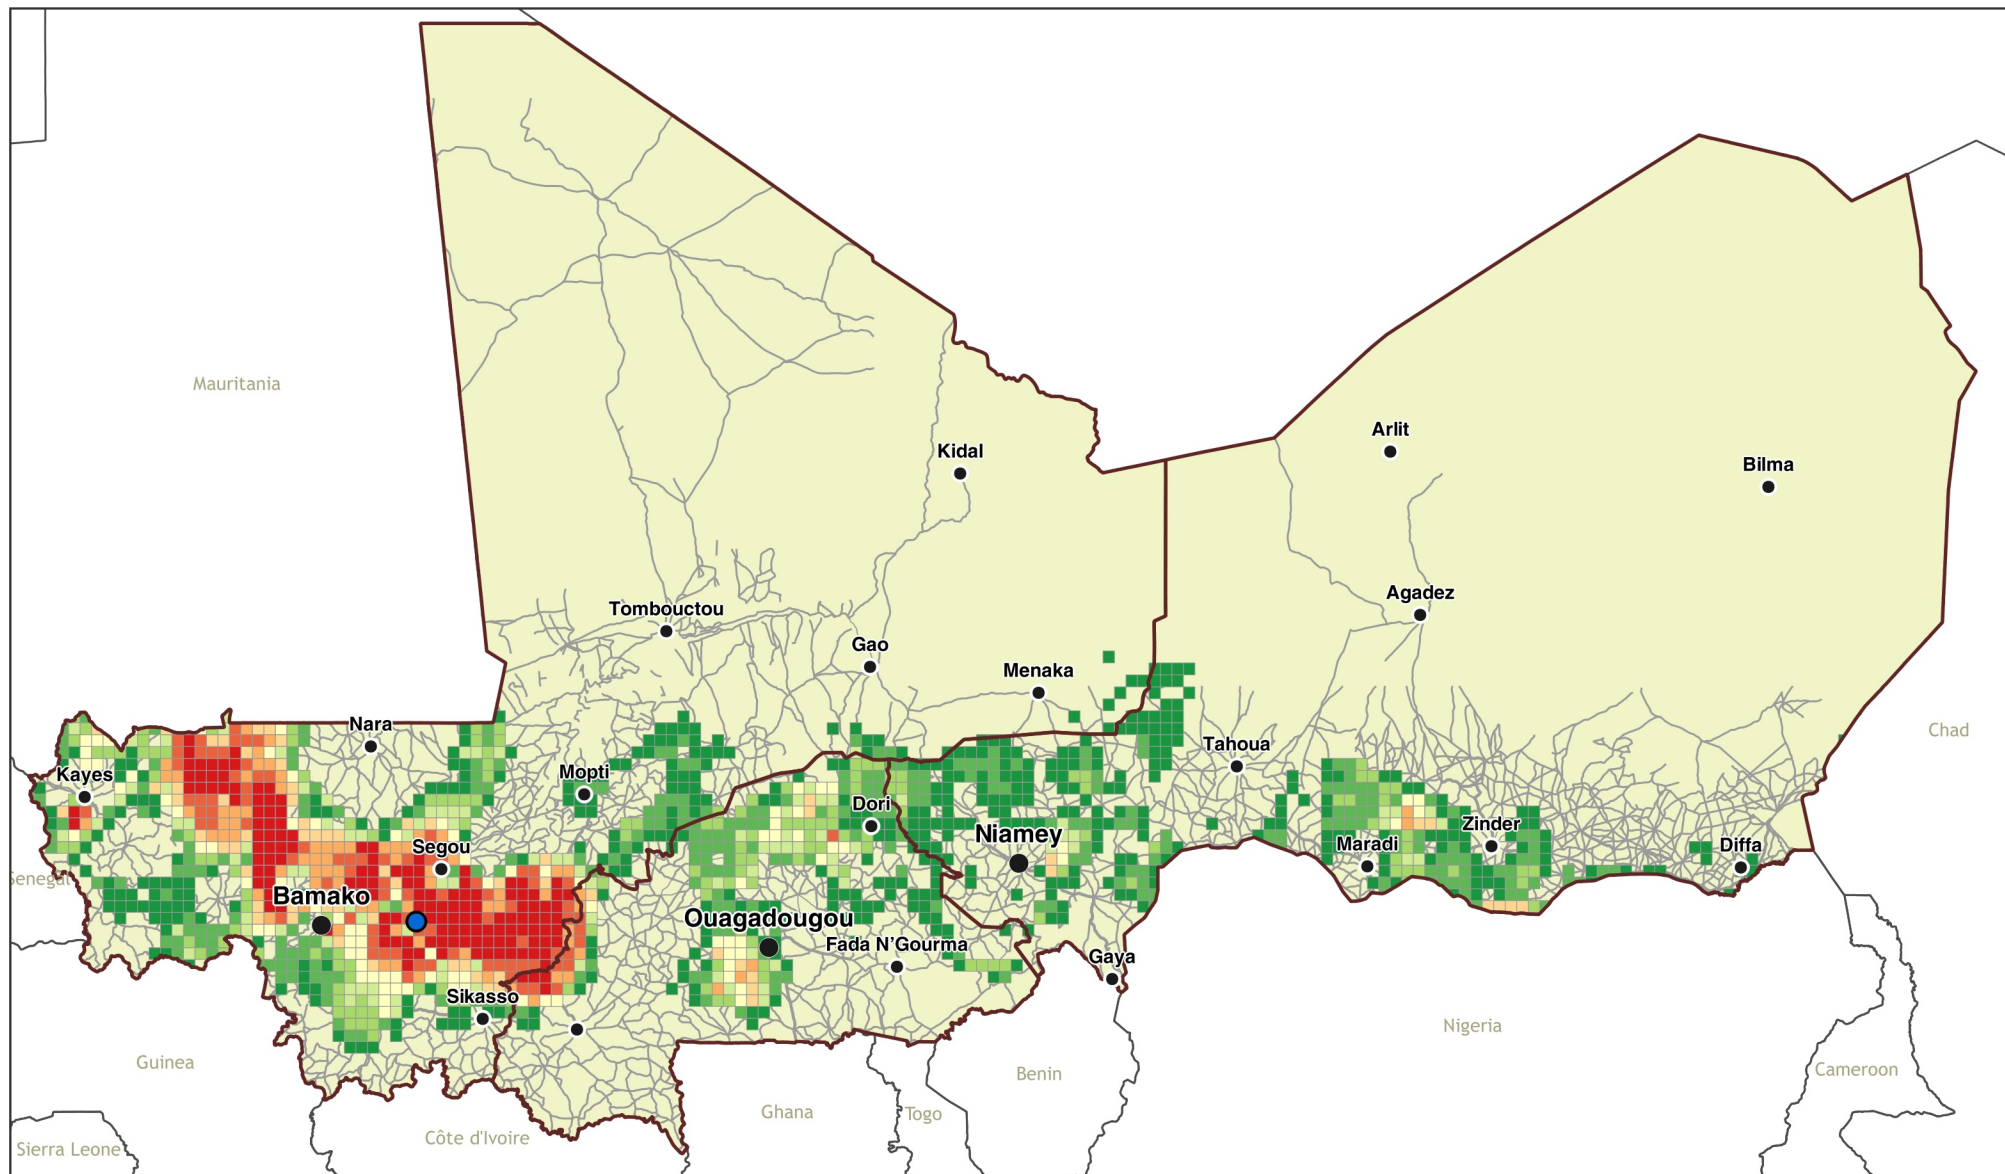 Mauritania
Arlit
Kidal
Bilma
Agadez
Tombouctou
Gao
Menaka
Nara
Chad
Tahoua
Kayes
Mopti
Dori
Zinder
Niamey
Segou
Maradi
Diffa
Senegal
Bamako
Ouagadougou
Fada N'Gourma
Gaya
Sikasso
Nigeria
Guinea
Benin
Cameroon
Ghana
Togo
Côte d'Ivoire
Sierra Leone